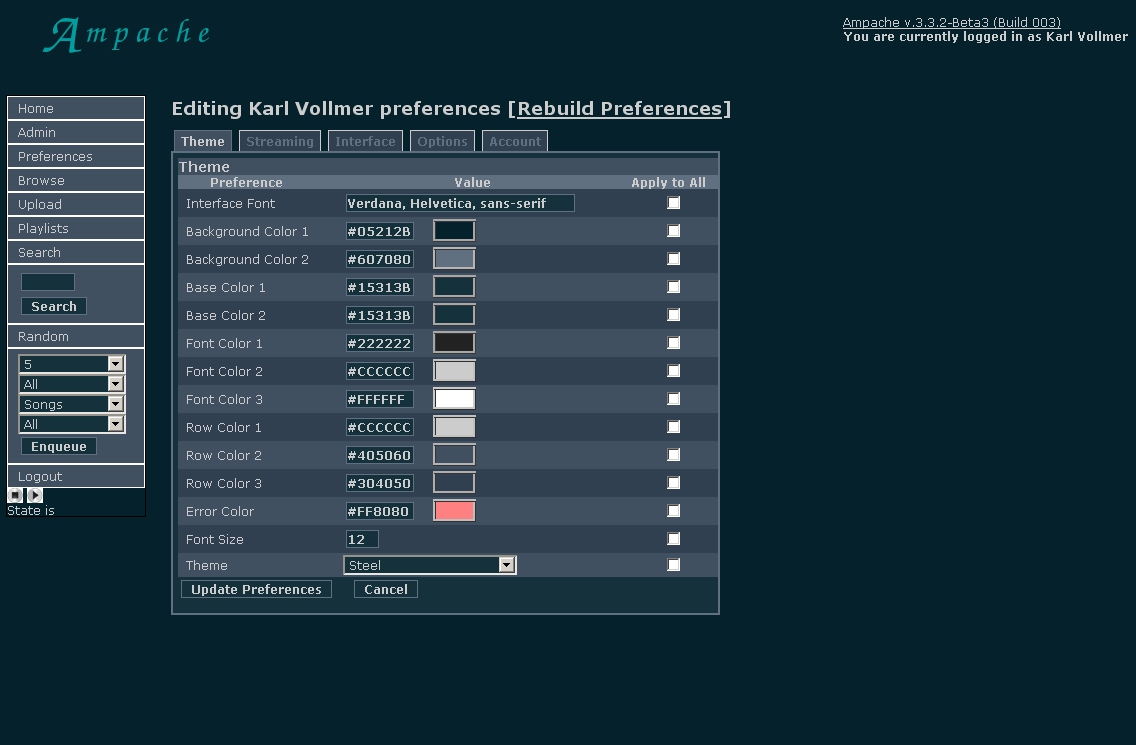 Ampache
Ampache v.3.3.2-Beta3 (Build 003)
You are currently logged in as Karl Vollmer
Home
Admin
Preferences
Browse
Upload
Playlists
Search
Search
Random
5
All
Songs
All
Enqueue
Logout
State is
Editing Karl Vollmer preferences [Rebuild Preferences]
Theme Streaming Interface Options Account
Theme
Preference Value Apply to All
Interface Font Verdana, Helvetica, sans-serif
Background Color 1 #05212B
Background Color 2 #607080
Base Color 1 #15313B
Base Color 2 #15313B
Font Color 1 #222222
Font Color 2 #CCCCCC
Font Color 3 #FFFFFF
Row Color 1 #CCCCCC
Row Color 2 #405060
Row Color 3 #304050
Error Color #FF8080
Font Size 12
Theme Steel
Update Preferences Cancel